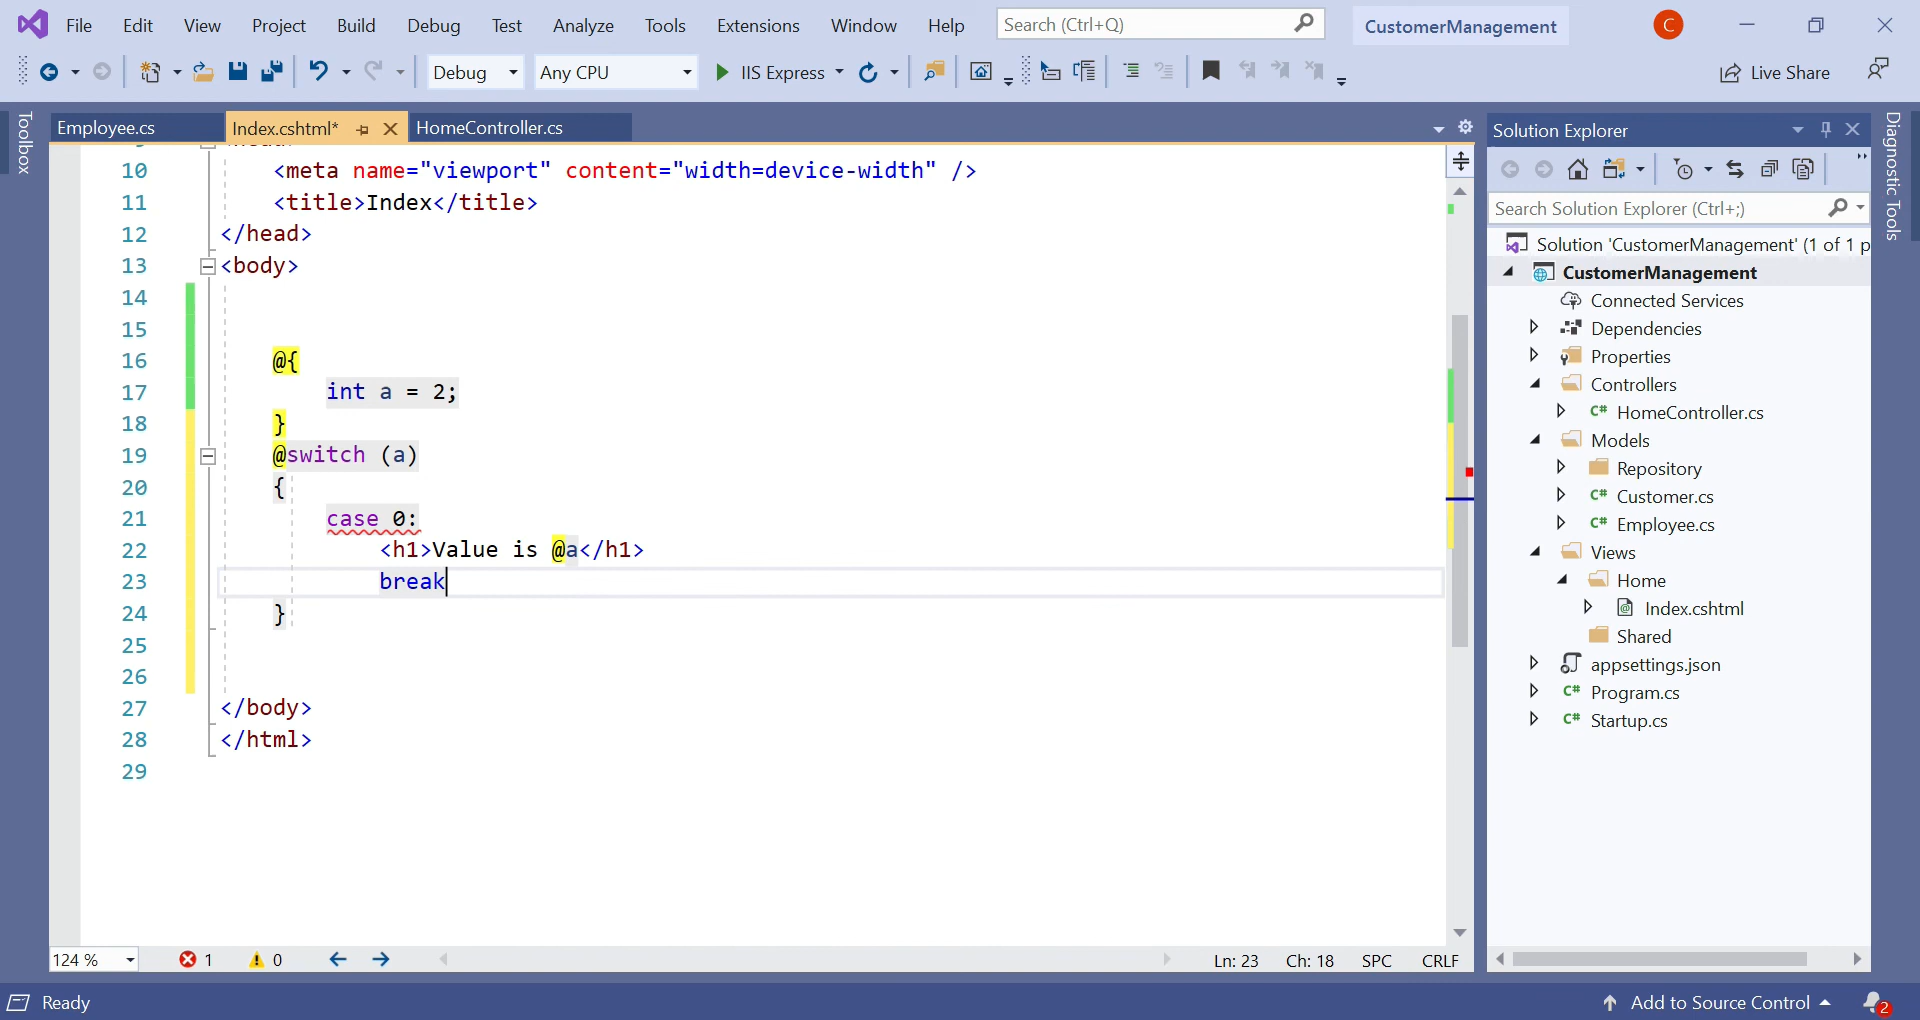 File Edit View Project Build Debug Test Analyze Tools Extensions Window Help Search (Ctrl+Q) CustomerManagement C
Debug Any CPU IIS Express Live Share
Toolbox
Employee.cs Index.cshtml* HomeController.cs
10 <meta name="viewport" content="width=device-width" />
11 <title>Index</title>
12 </head>
13 <body>
14
15
16 @{
17 int a = 2;
18 }
19 @switch (a)
20 {
21 case 0:
22 <h1>Value is @a</h1>
23 break
24 }
25
26
27 </body>
28 </html>
29
124 % 1 0 Ln: 23 Ch: 18 SPC CRLF
Solution Explorer
Search Solution Explorer (Ctrl+;)
Solution 'CustomerManagement' (1 of 1 p
CustomerManagement
Connected Services
Dependencies
Properties
Controllers
C# HomeController.cs
Models
Repository
C# Customer.cs
C# Employee.cs
Views
Home
Index.cshtml
Shared
appsettings.json
C# Program.cs
C# Startup.cs
Diagnostic Tools
Ready Add to Source Control 2